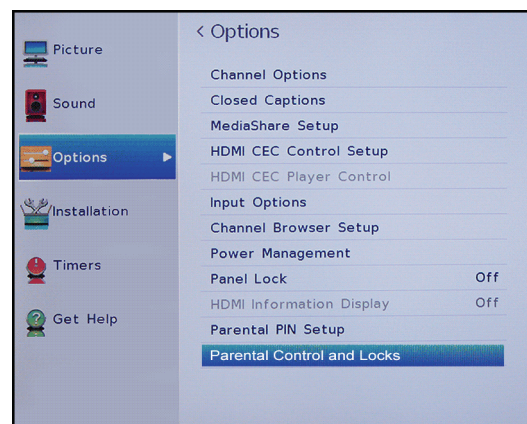 Picture
Sound
Options
Installation
Timers
Get Help
< Options
Channel Options
Closed Captions
MediaShare Setup
HDMI CEC Control Setup
HDMI CEC Player Control
Input Options
Channel Browser Setup
Power Management
Panel Lock Off
HDMI Information Display Off
Parental PIN Setup
Parental Control and Locks